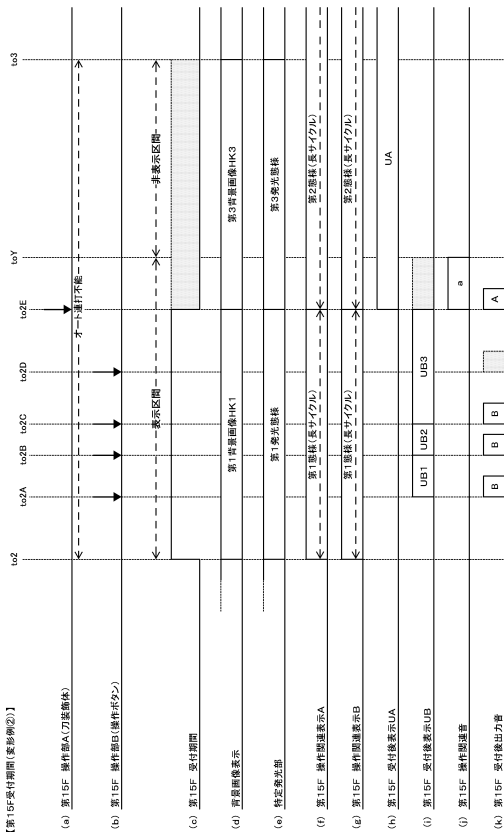 【第15F受付期間(変形例②)】
to2
to2A
to2B
to2C
to2D
to2E
toY
to3
(a) 第15F 操作部A(刀装飾体)
オート連打不能
(b) 第15F 操作部B(操作ボタン)
表示区間
非表示区間
(c) 第15F 受付期間
(d) 背景画像表示
第1背景画像HK1
第3背景画像HK3
(e) 特定発光部
第1発光態様
第3発光態様
(f) 第15F 操作関連表示A
第1態様(長サイクル)
第2態様(長サイクル)
(g) 第15F 操作関連表示B
第1態様(長サイクル)
第2態様(長サイクル)
(h) 第15F 受付後表示UA
UA
(i) 第15F 受付後表示UB
UB1
UB2
UB3
(j) 第15F 操作関連音
a
(k) 第15F 受付後出力音
B
B
B
A